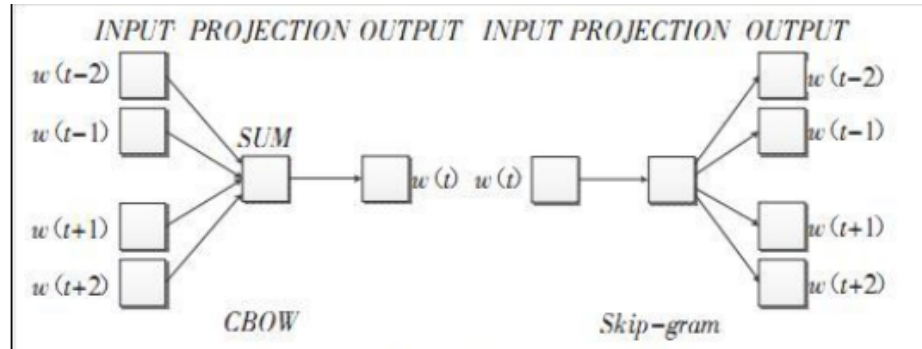 INPUT PROJECTION OUTPUT INPUT PROJECTION OUTPUT
w(t-2) w(t-2)
w(t-1) w(t-1)
SUM
w(t) w(t)
w(t+1) w(t+1)
w(t+2) w(t+2)
CBOW Skip-gram